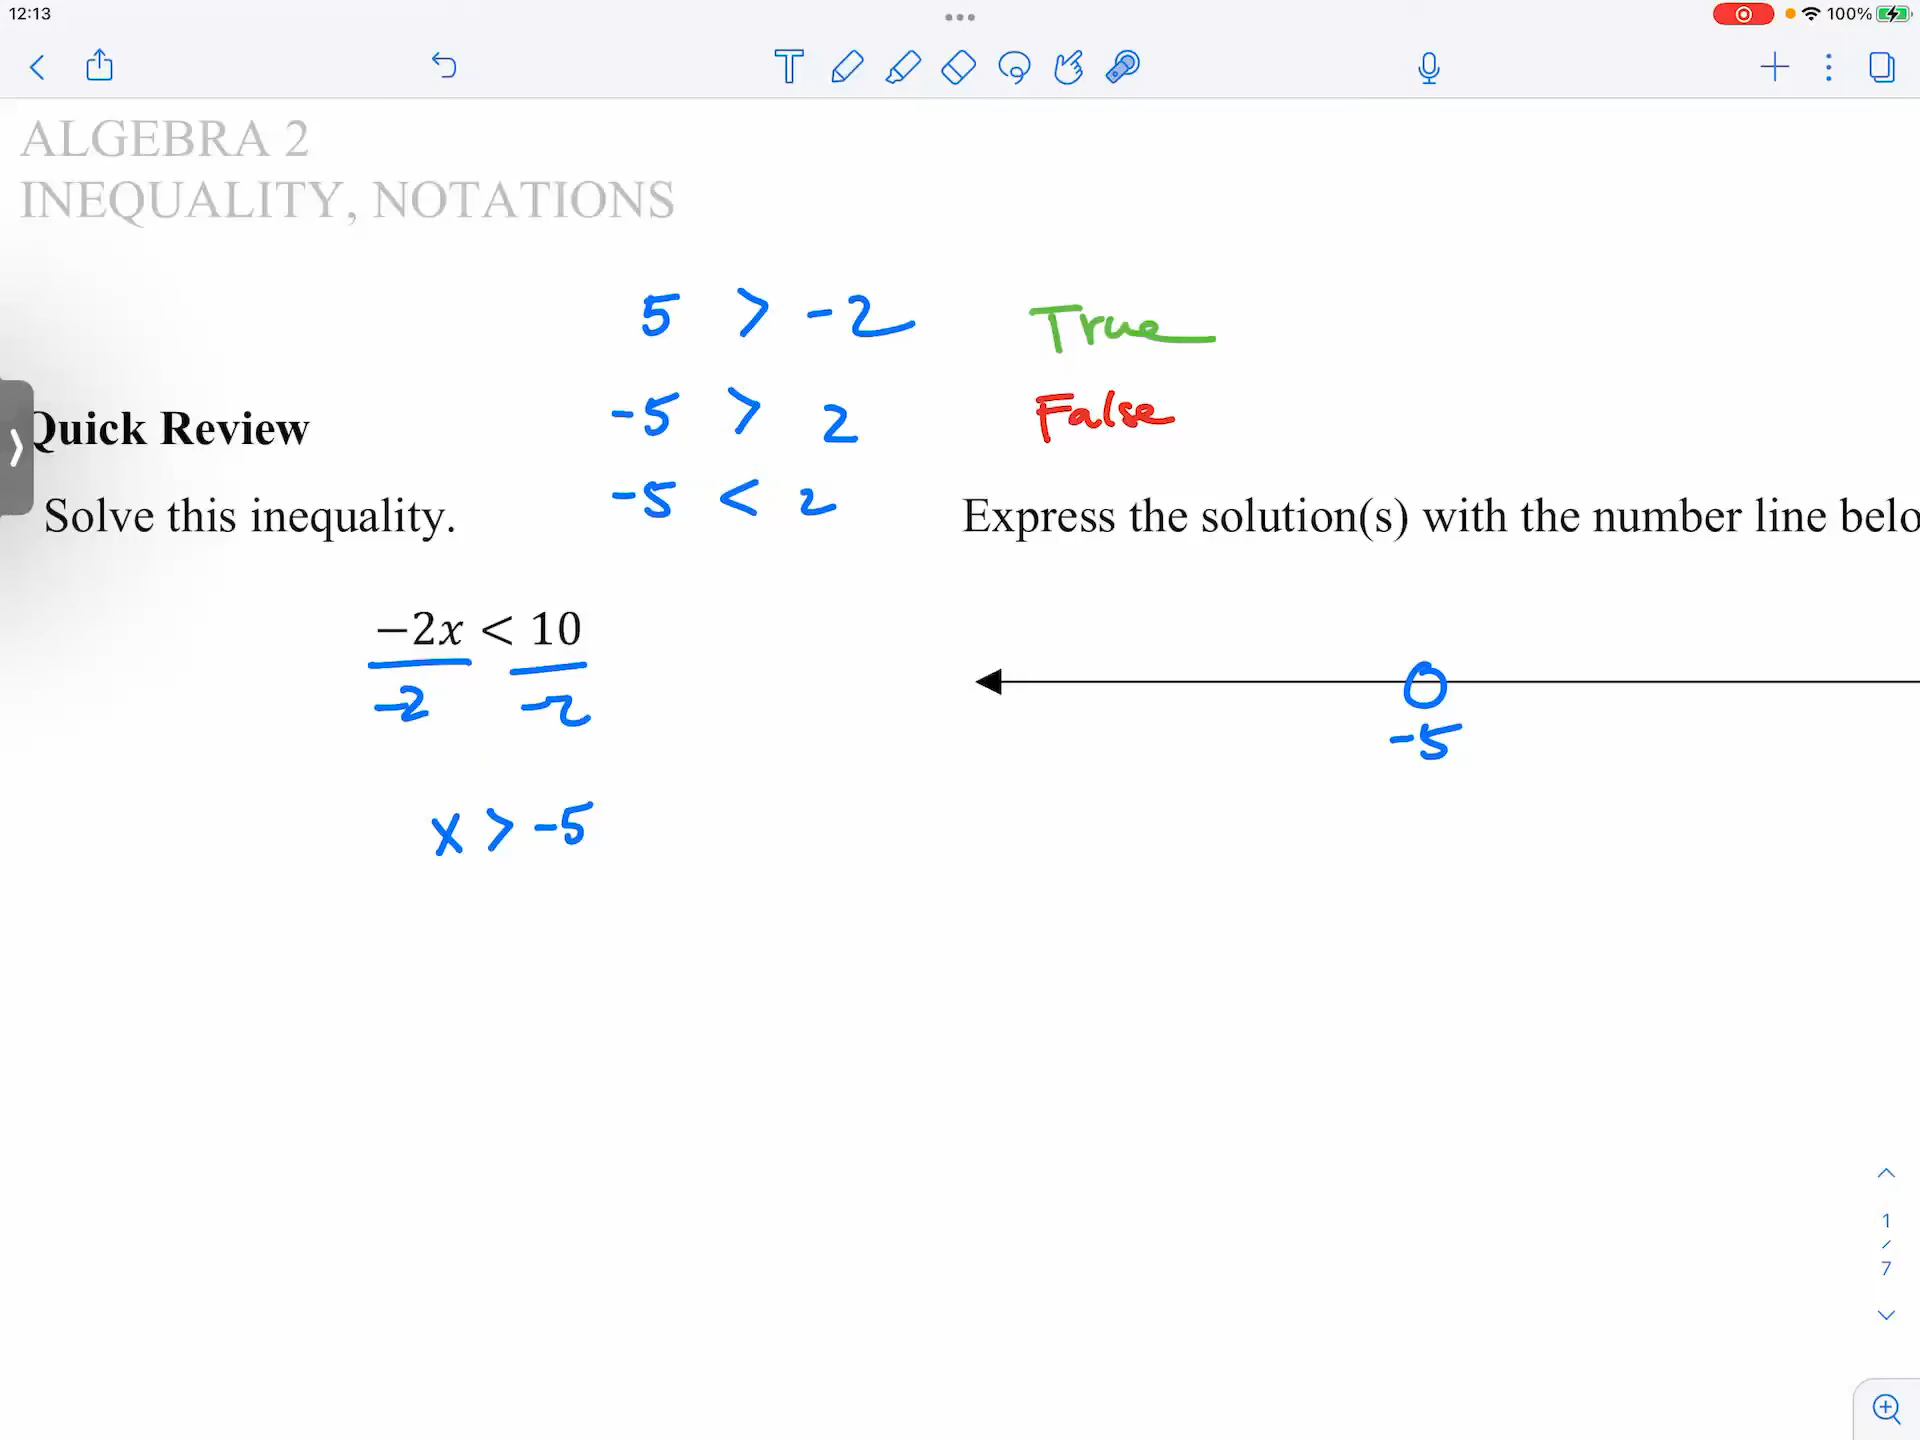 12:13
100%
ALGEBRA 2
INEQUALITY, NOTATIONS
5 > -2 True
-5 > 2 False
Quick Review
-5 < 2
Solve this inequality.
Express the solution(s) with the number line belo
−2x < 10
-2 -2
-5
x > -5
1
/
7